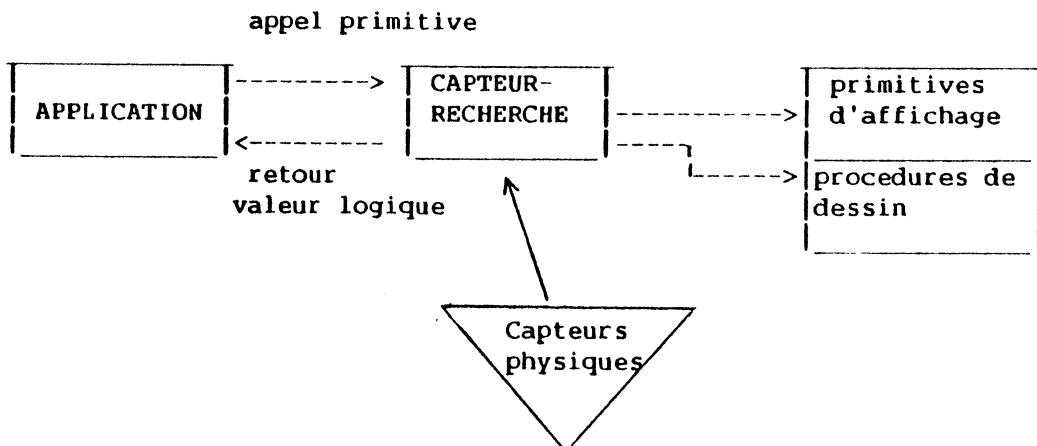 appel primitive
APPLICATION
CAPTEUR-
RECHERCHE
primitives
d'affichage
retour
valeur logique
procedures de
dessin
Capteurs
physiques